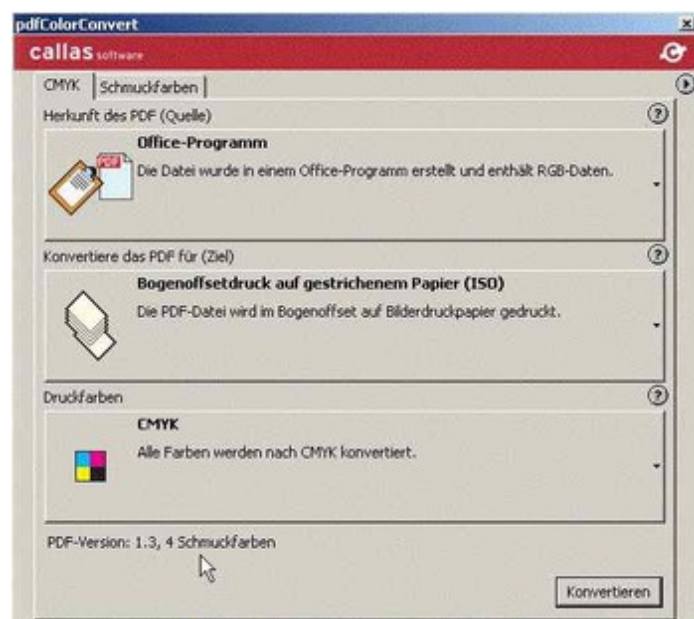 pdfColorConvert
callas software
CMYK
Schmuckfarben
Herkunft des PDF (Quelle)
Office-Programm
PDF
Die Datei wurde in einem Office-Programm erstellt und enthält RGB-Daten.
Konvertiere das PDF für (Ziel)
Bogenoffsetdruck auf gestrichenem Papier (ISO)
Die PDF-Datei wird im Bogenoffset auf Bilderdruckpapier gedruckt.
Druckfarben
CMYK
Alle Farben werden nach CMYK konvertiert.
PDF-Version: 1.3, 4 Schmuckfarben
Konvertieren